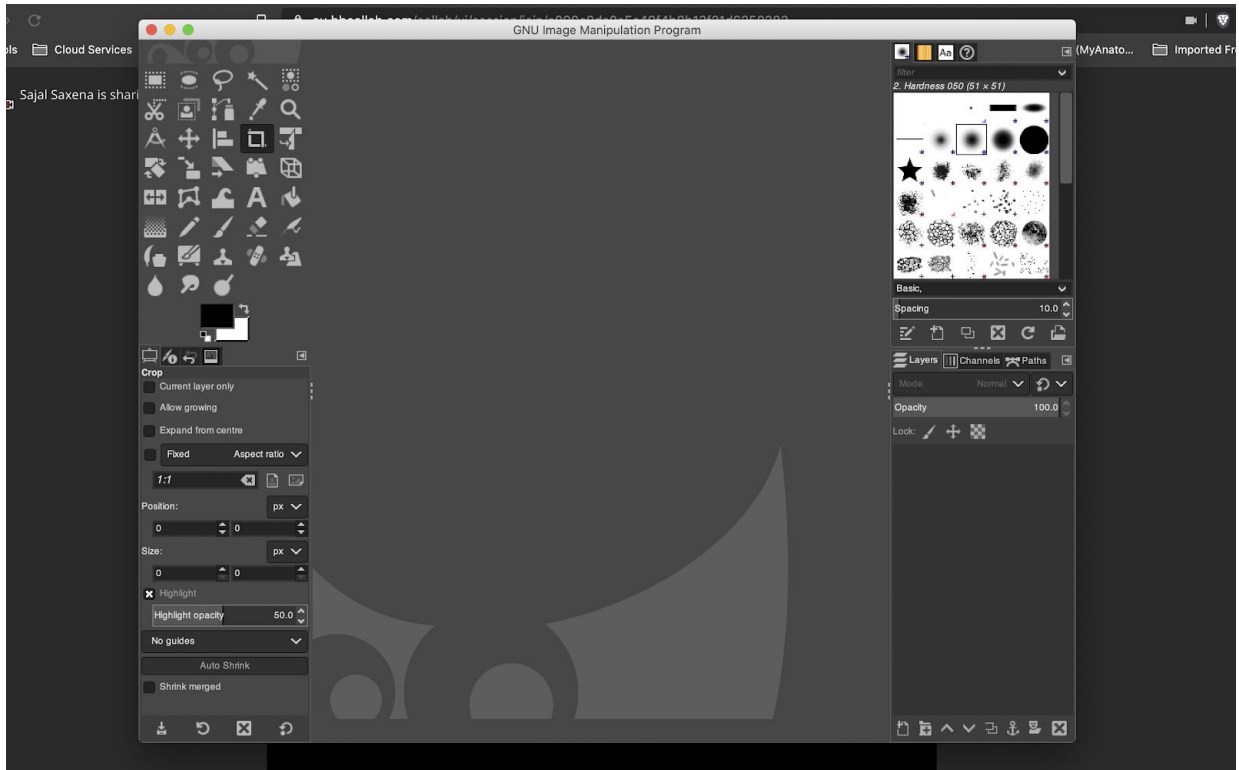 GNU Image Manipulation Program
Cloud Services
(MyAnato...
Imported Fr
Sajal Saxena is shari
Aa
filter
2. Hardness 050 (51 × 51)
Basic,
Spacing 10.0
Crop
Current layer only
Allow growing
Expand from centre
Fixed Aspect ratio
1:1
Position: px
0 0
Size: px
0 0
Highlight
Highlight opacity 50.0
No guides
Auto Shrink
Shrink merged
Layers Channels Paths
Mode Normal
Opacity 100.0
Lock: